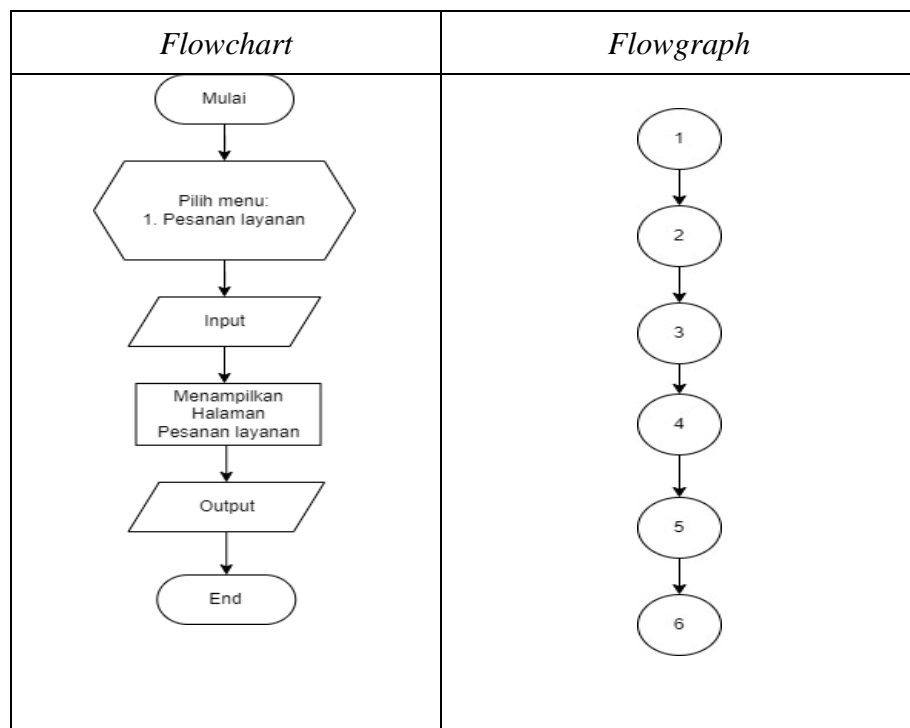 Flowchart
Flowgraph
Mulai
Pilih menu:
1. Pesanan layanan
Input
Menampilkan
Halaman
Pesanan layanan
Output
End
1
2
3
4
5
6